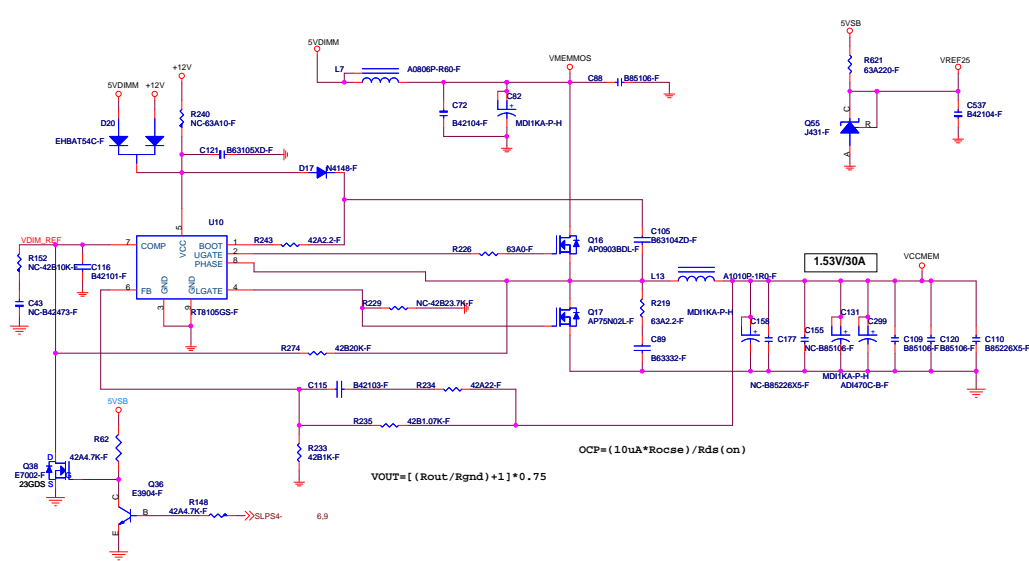 5VDIMM
L7
A0806P-R60-F
VMEMMOS
C88
B85106-F
5VSB
R621
63A220-F
VREF25
+12V
5VDIMM
+12V
D20
EHBAT54C-F
R240
NC-63A10-F
C121
B63105XD-F
C72
B42104-F
C82
MDI1KA-P-H
C
Q55
J431-F
R
A
C537
B42104-F
D17
N4148-F
U10
5
VDIM_REF
7
COMP
VCC
BOOT
1
R243
42A2.2-F
UGATE
2
R226
63A0-F
PHASE
8
Q16
AP0903BDL-F
C105
B63104ZD-F
R152
NC-42B10K-F
C116
B42101-F
6
FB
GND
GND
LGATE
4
3
9
RT8105GS-F
C43
NC-B42473-F
R229
NC-42B23.7K-F
L13
A1010P-1R0-F
1.53V/30A
VCCMEM
Q17
AP75N02L-F
R219
63A2.2-F
C89
B63332-F
MDI1KA-P-H
C158
C177
NC-B85226X5-F
C155
NC-B85106-F
C131
MDI1KA-P-H
C299
ADI470C-B-F
C109
B85106-F
C120
B85106-F
C110
B85226X5-F
R274
42B20K-F
C115
B42103-F
R234
42A22-F
R235
42B1.07K-F
R233
42B1K-F
OCP=(10uA*Rocse)/Rds(on)
VOUT=[(Rout/Rgnd)+1]*0.75
5VSB
R62
42A4.7K-F
D
G
Q38
E7002-F
23GDS
S
Q36
E3904-F
C
B
E
R148
42A4.7K-F
SLPS4-
6,9